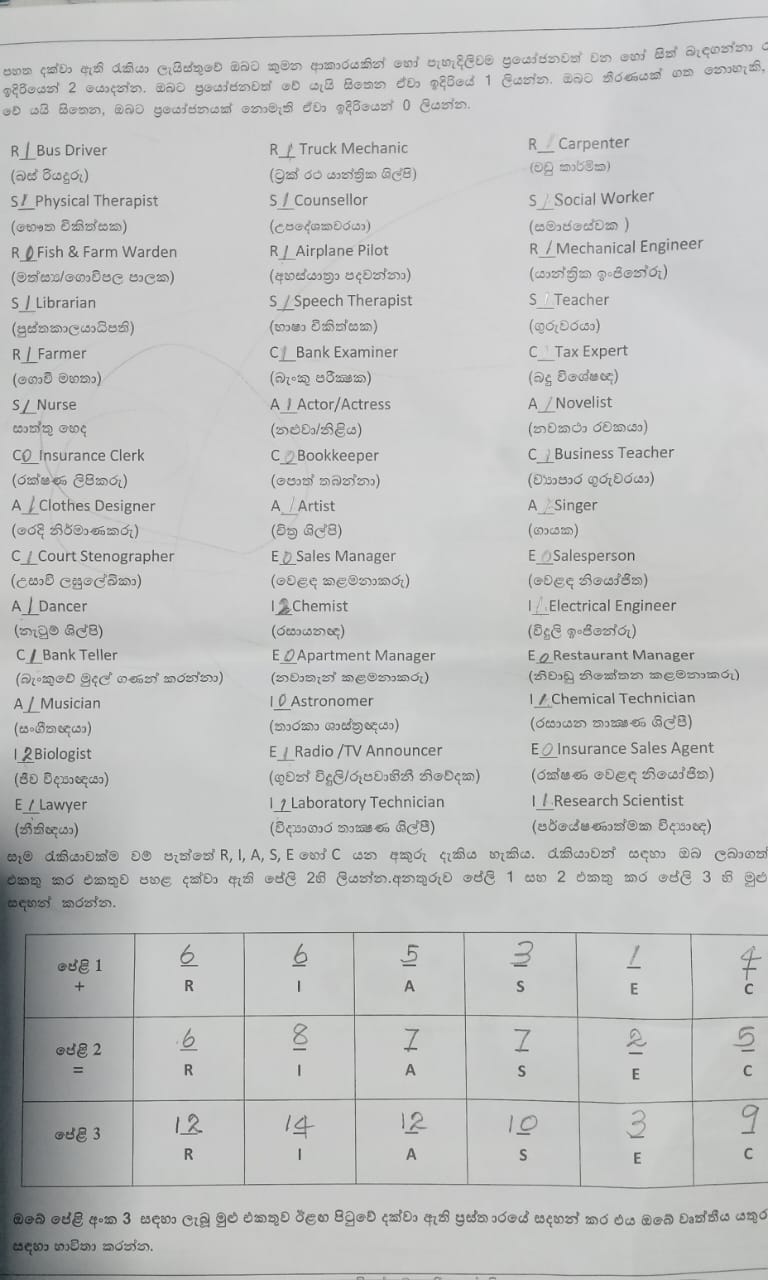 පහත දක්වා ඇති රැකියා ලැයිස්තුවේ ඔබට කුමන ආකාරයකින් හෝ පැහැදිලිවම ප්‍රයෝජනවත් වන හෝ සිත් බැඳගන්නා
ඉදිරියෙන් 2 යොදන්න. ඔබට ප්‍රයෝජනවත් වේ යැයි සිතෙන ඒවා ඉදිරියේ 1 ලියන්න. ඔබට තීරණයක් ගත නොහැකි,
වේ යයි සිතෙන, ඔබට ප්‍රයෝජනයක් නොමැති ඒවා ඉදිරියෙන් 0 ලියන්න.
R 1 Bus Driver R 1 Truck Mechanic R 1 Carpenter
(බස් රියදුරු) (ට්‍රක් රථ යාන්ත්‍රික ශිල්පි) (වඩු කාර්මික)
S 1 Physical Therapist S 1 Counsellor S 1 Social Worker
(භෞත චිකිත්සක) (උපදේශකවරයා) (සමාජසේවක )
R 0 Fish & Farm Warden R 1 Airplane Pilot R 1 Mechanical Engineer
(මත්ස්‍ය/ගොවිපල පාලක) (අහස්යාත්‍රා පදවන්නා) (යාන්ත්‍රික ඉංජිනේරු)
S 1 Librarian S 1 Speech Therapist S 1 Teacher
(පුස්තකාලයාධිපති) (භාෂා චිකිත්සක) (ගුරුවරයා)
R 1 Farmer C 1 Bank Examiner C 1 Tax Expert
(ගොවි මහතා) (බැංකු පරීක්ෂක) (බදු විශේෂඥ)
S 1 Nurse A 1 Actor/Actress A 1 Novelist
සාත්තු හෙද (නළුවා/නිළිය) (නවකථා රචකයා)
C 0 Insurance Clerk C 0 Bookkeeper C 1 Business Teacher
(රක්ෂණ ලිපිකරු) (පොත් තබන්නා) (ව්‍යාපාර ගුරුවරයා)
A 1 Clothes Designer A 1 Artist A Singer
(රෙදි නිර්මාණකරු) (චිත්‍ර ශිල්පි) (ගායක)
C 1 Court Stenographer E 0 Sales Manager E 0 Salesperson
(උසාවි ලඝුලේඛිකා) (වෙළඳ කළමනාකරු) (වෙළඳ නියෝජිත)
A 1 Dancer I 2 Chemist I 1 Electrical Engineer
(නැටුම් ශිල්පි) (රසායනඥ) (විදුලි ඉංජිනේරු)
C 1 Bank Teller E 0 Apartment Manager E 0 Restaurant Manager
(බැංකුවේ මුදල් ගණන් කරන්නා) (නවාතැන් කළමනාකරු) (නිවාඩු නිකේතන කළමනාකරු)
A 1 Musician I 0 Astronomer I 1 Chemical Technician
(සංගීතඥයා) (තාරකා ශාස්ත්‍රඥයා) (රසායන තාක්ෂණ ශිල්පී)
I 2 Biologist E 1 Radio /TV Announcer E 0 Insurance Sales Agent
(ජීව විද්‍යාඥයා) (ගුවන් විදුලි/රූපවාහිනී නිවේදක) (රක්ෂණ වෙළඳ නියෝජිත)
E 1 Lawyer I 1 Laboratory Technician I 1 Research Scientist
(නීතිඥයා) (විද්‍යාගාර තාක්ෂණ ශිල්පී) (පර්යේෂණාත්මක විද්‍යාඥ)
සෑම රැකියාවක්ම වම් පැත්තේ R, I, A, S, E හෝ C යන අකුරු දැකිය හැකිය. රැකියාවන් සඳහා ඔබ ලබාගත්
එකතු කර එකතුව පහළ දක්වා ඇති පේලි 2හි ලියන්න.අනතුරුව පේලි 1 සහ 2 එකතු කර පේලි 3 හි මුළු
සඳහන් කරන්න.
පේළි 1 6 6 5 3 1 4
+ R I A S E C
පේළි 2 6 8 7 7 2 5
= R I A S E C
පේළි 3 12 14 12 10 3 9
R I A S E C
ඔබේ පේළි අංක 3 සඳහා ලැබූ මුළු එකතුව ඊළඟ පිටුවේ දක්වා ඇති ප්‍රස්තාරයේ සඳහන් කර එය ඔබේ වෘත්තීය යතුර
සඳහා භාවිතා කරන්න.